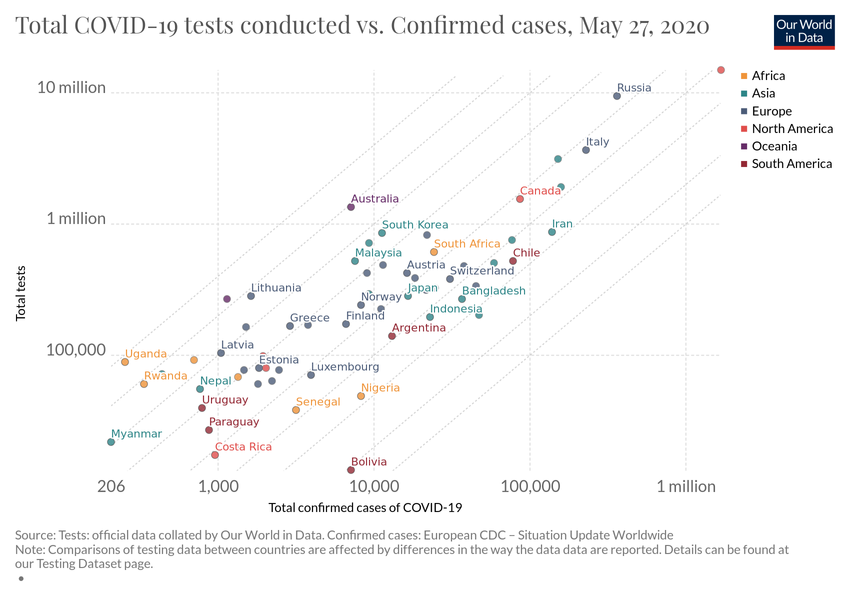 Total COVID-19 tests conducted vs. Confirmed cases, May 27, 2020
Our World
in Data
10 million
1 million
100,000
Total tests
206
1,000
10,000
100,000
1 million
Total confirmed cases of COVID-19
Africa
Asia
Europe
North America
Oceania
South America
Russia
Italy
Canada
Australia
South Korea
Iran
South Africa
Malaysia
Chile
Austria
Switzerland
Lithuania
Japan
Bangladesh
Norway
Indonesia
Greece
Finland
Argentina
Latvia
Uganda
Estonia
Luxembourg
Rwanda
Nepal
Nigeria
Uruguay
Senegal
Paraguay
Myanmar
Costa Rica
Bolivia
Source: Tests: official data collated by Our World in Data. Confirmed cases: European CDC – Situation Update Worldwide
Note: Comparisons of testing data between countries are affected by differences in the way the data data are reported. Details can be found at
our Testing Dataset page.
•